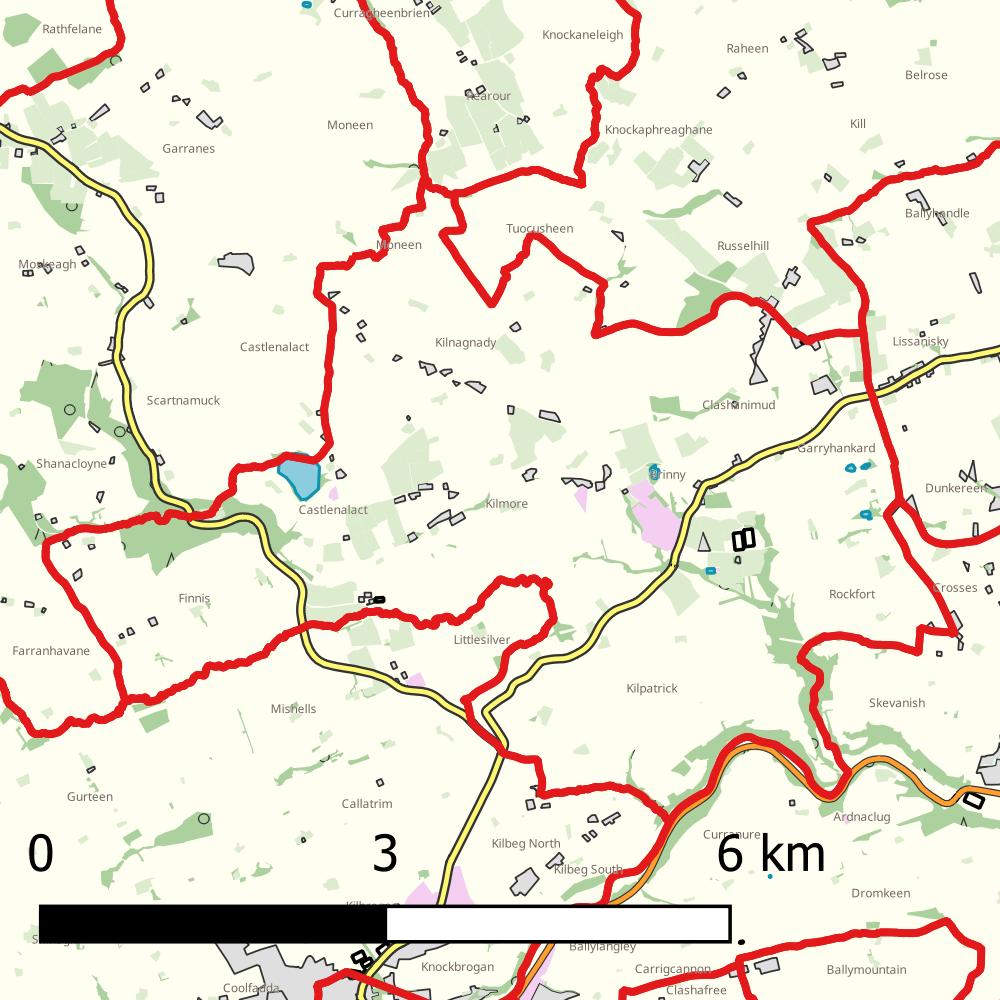 Curragheenbrien
Rathfelane
Knockaneleigh
Raheen
Belrose
Rearour
Moneen
Knockaphreaghane
Kill
Garranes
Ballyhandle
Tuocusheen
Moneen
Russelhill
Moskeagh
Castlenalact
Kilnagnady
Lissanisky
Scartnamuck
Clashanimud
Garryhankard
Shanacloyne
Brinny
Dunkereen
Castlenalact
Kilmore
Crosses
Finnis
Rockfort
Farranhavane
Littlesilver
Kilpatrick
Mishells
Skevanish
Gurteen
Callatrim
Ardnaclug
Curranure
0 3 6 km
Kilbeg North
Kilbeg South
Dromkeen
Ballylangley
Knockbrogan
Carrigcannon
Ballymountain
Coolfadda
Clashafree